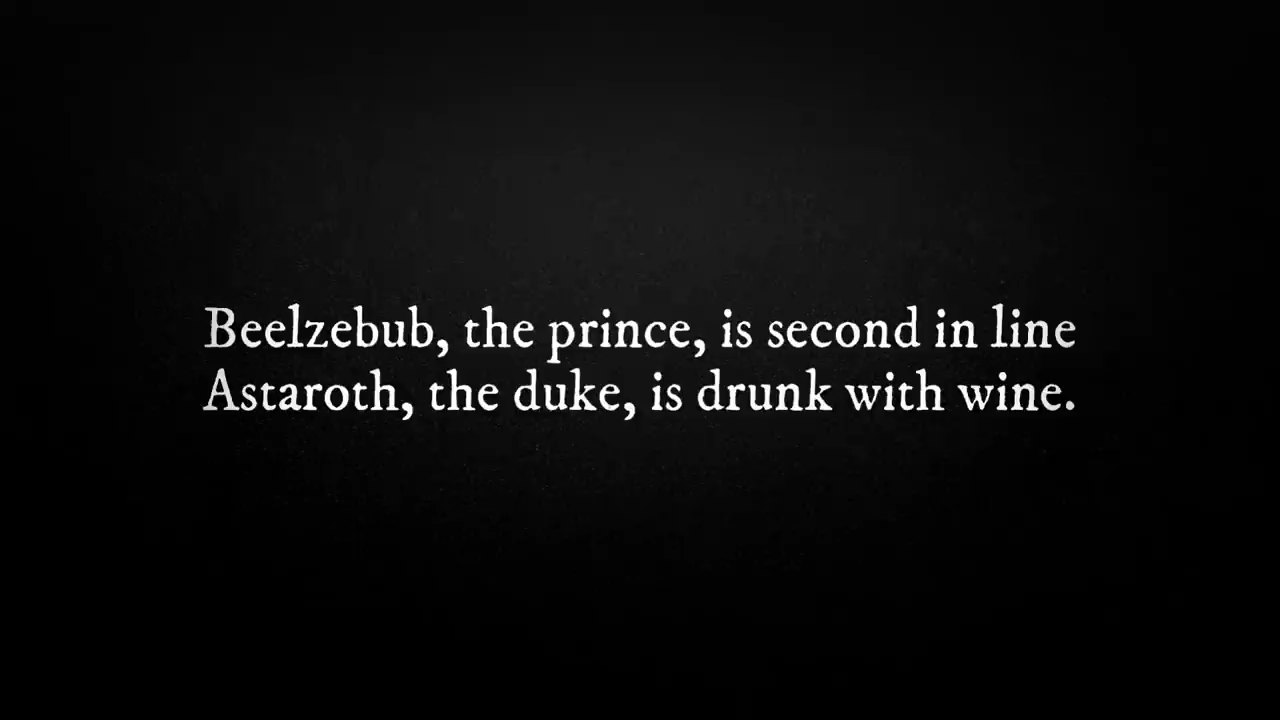 Beelzebub, the prince, is second in line
Astaroth, the duke, is drunk with wine.